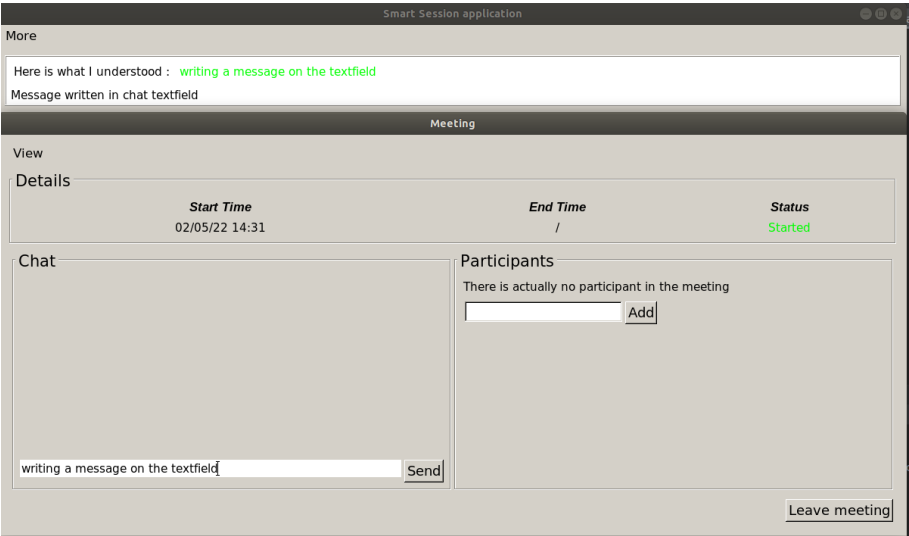 Smart Session application
More
Here is what I understood : writing a message on the textfield
Message written in chat textfield
Meeting
View
Details
Start Time End Time Status
02/05/22 14:31 / Started
Chat
Participants
There is actually no participant in the meeting
Add
writing a message on the textfield
Send
Leave meeting